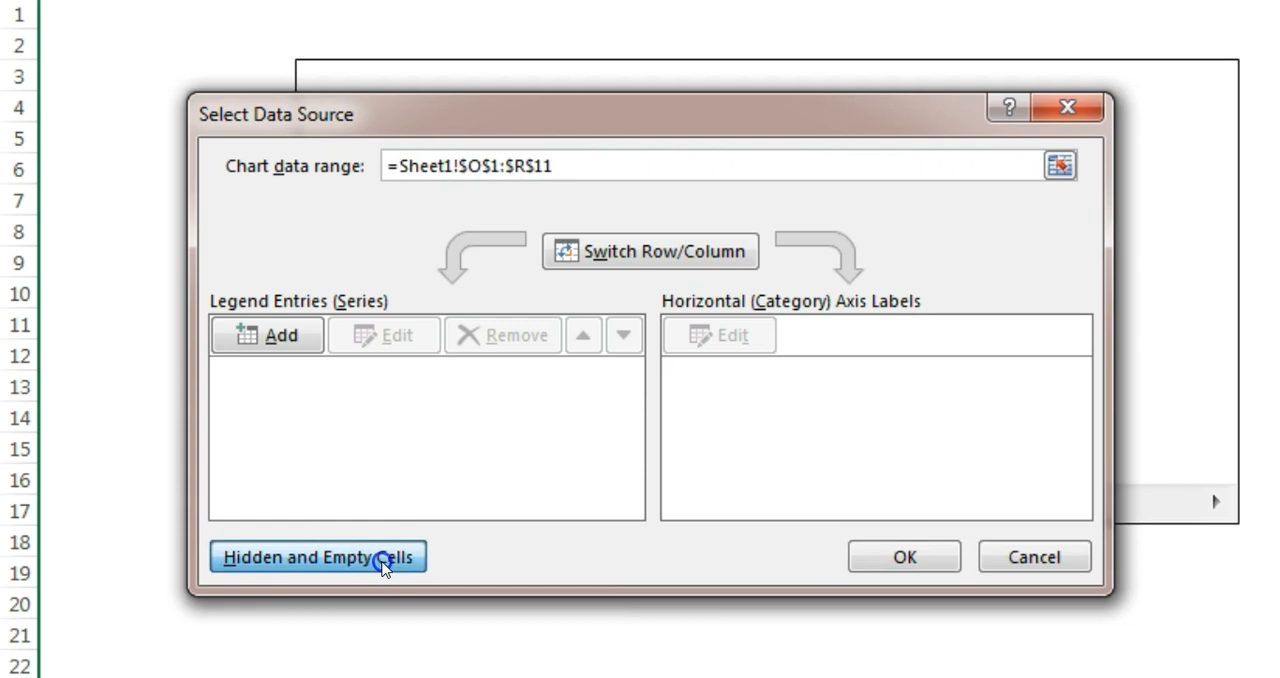 1
2
3
4
Select Data Source
?
5
6
Chart data range: =Sheet1!$O$1:$R$11
7
8
Switch Row/Column
9
10
Legend Entries (Series)
Horizontal (Category) Axis Labels
11
Add Edit Remove
Edit
12
13
14
15
16
17
18
Hidden and Empty Cells OK Cancel
19
20
21
22